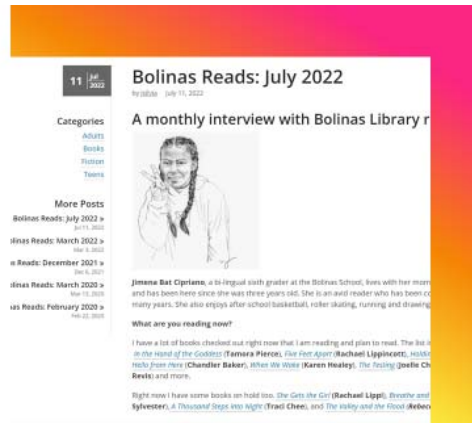 11 Jul 2022
Bolinas Reads: July 2022
July 11, 2022
A monthly interview with Bolinas Library r
Categories
Adults
Books
Fiction
Teens
More Posts
Bolinas Reads: July 2022 »
Jul 11, 2022
linas Reads: March 2022 »
Mar 3, 2022
s Reads: December 2021 »
Dec 6, 2021
linas Reads: March 2020 »
Mar 10, 2020
as Reads: February 2020 »
Feb 22, 2020
Jimena Bat Cipriano, a bi-lingual sixth grader at the Bolinas School, lives with her mom
and has been here since she was three years old. She is an avid reader who has been co
many years. She also enjoys after school basketball, roller skating, running and drawing
What are you reading now?
I have a lot of books checked out right now that I am reading and plan to read. The list i
In the Hand of the Goddess (Tamora Pierce), Five Feet Apart (Rachael Lippincott), Holdin
Hello from Here (Chandler Baker), When We Wake (Karen Healey), The Testing (Joelle Ch
Revis) and more.
Right now I have some books on hold too. She Gets the Girl (Rachael Lippi), Breathe and
Sylvester), A Thousand Steps into Night (Traci Chee), and The Valley and the Flood (Rebec